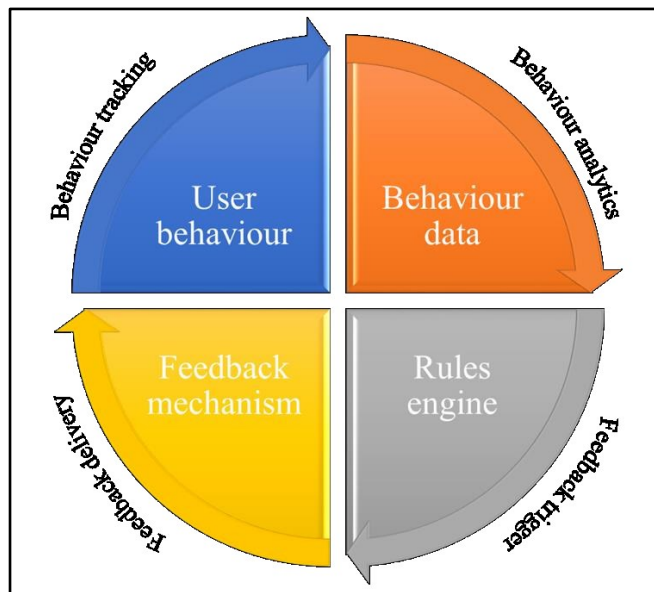 Behaviour tracking
Behaviour analytics
User
behaviour
Behaviour
data
Feedback
mechanism
Rules
engine
Feedback delivery
Feedback trigger